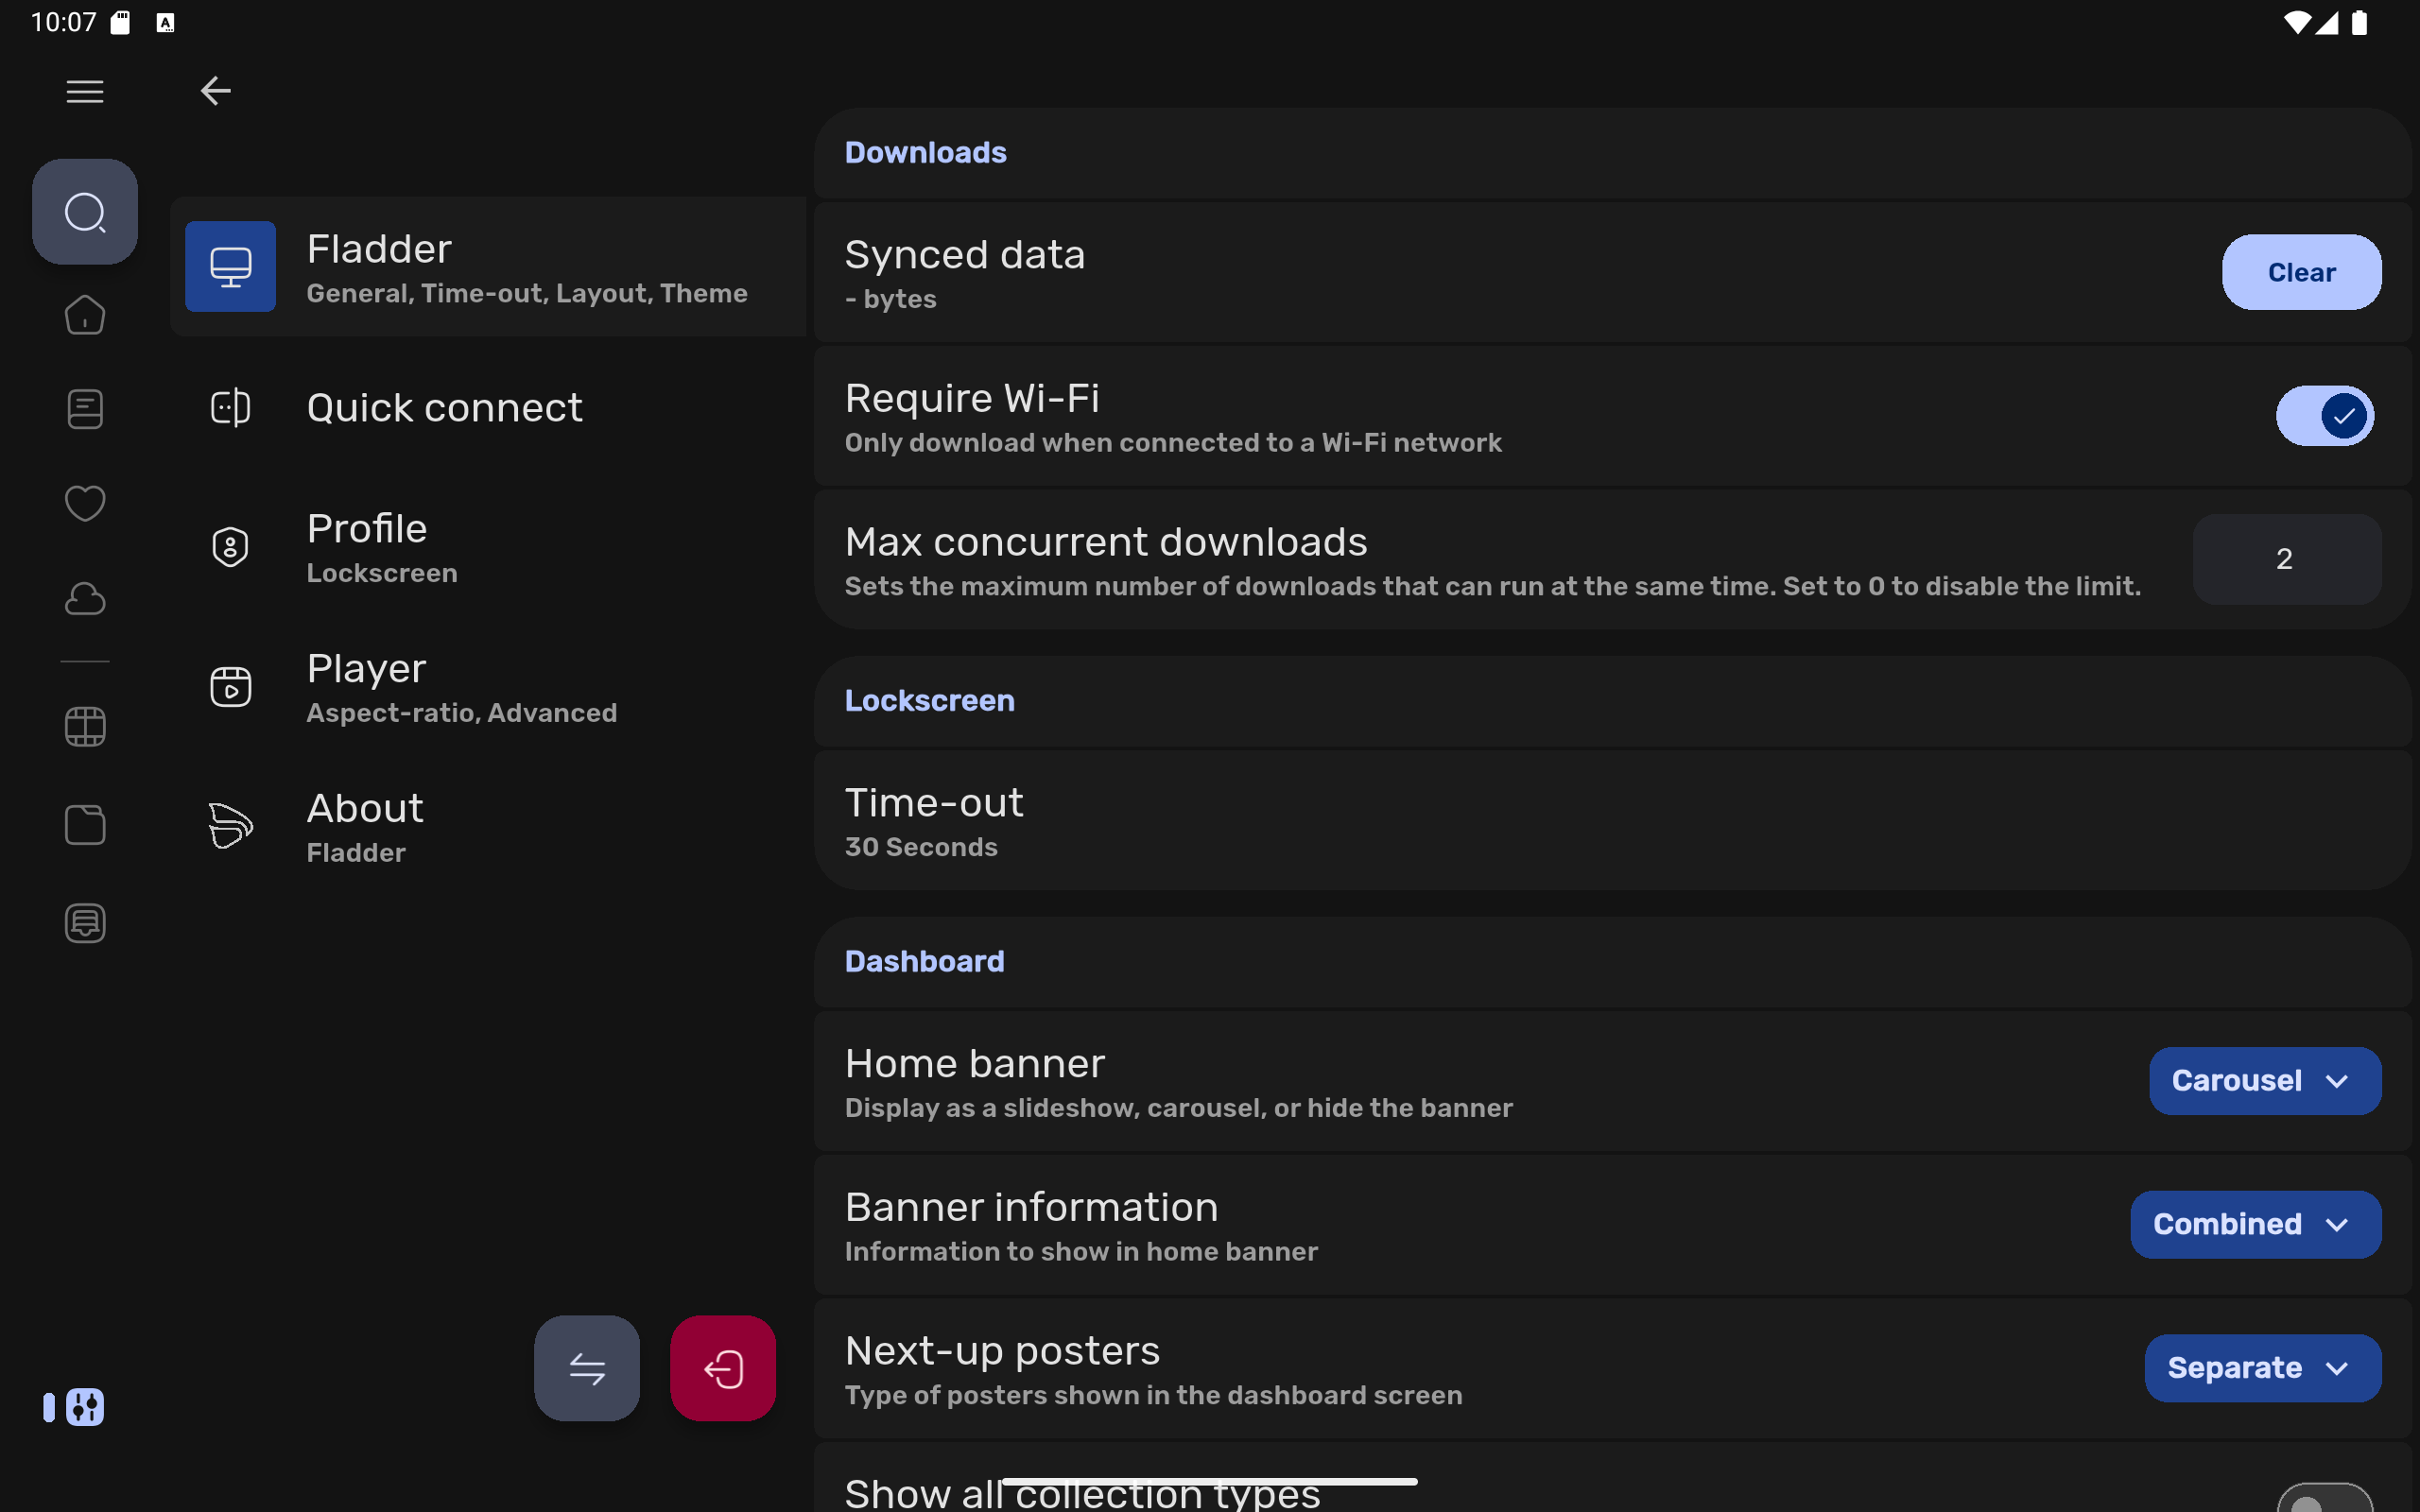 10:07
Fladder
General, Time-out, Layout, Theme
Quick connect
Profile
Lockscreen
Player
Aspect-ratio, Advanced
About
Fladder
Downloads
Synced data
- bytes
Clear
Require Wi-Fi
Only download when connected to a Wi-Fi network
Max concurrent downloads
Sets the maximum number of downloads that can run at the same time. Set to 0 to disable the limit.
2
Lockscreen
Time-out
30 Seconds
Dashboard
Home banner
Display as a slideshow, carousel, or hide the banner
Carousel
Banner information
Information to show in home banner
Combined
Next-up posters
Type of posters shown in the dashboard screen
Separate
Show all collection types